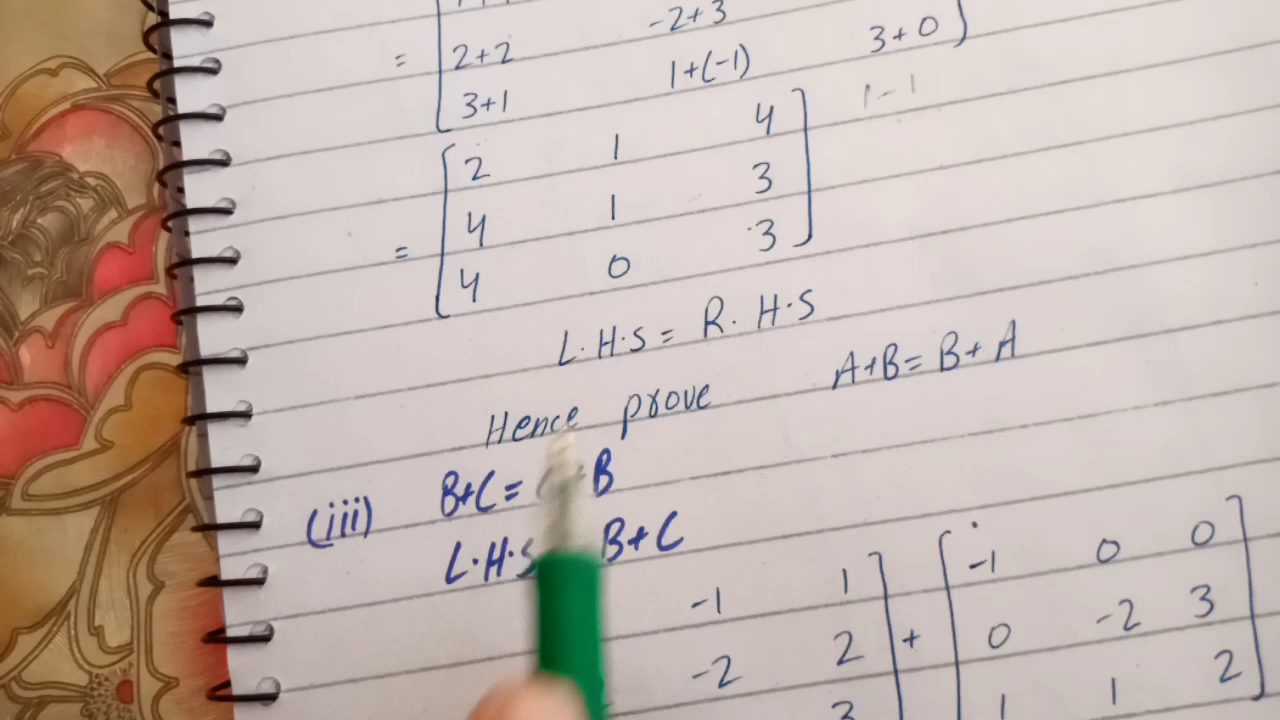 -2+3
= 2+2 1+(-1) 3+0
3+1 1-1
2 1 4
= 4 1 3
4 0 3
L.H.S = R.H.S
Hence prove A+B = B+A
(iii) B+C = B
L.H.S B+C
-1 1 -1 0 0
-2 2 + 0 -2 3
3 1 1 2